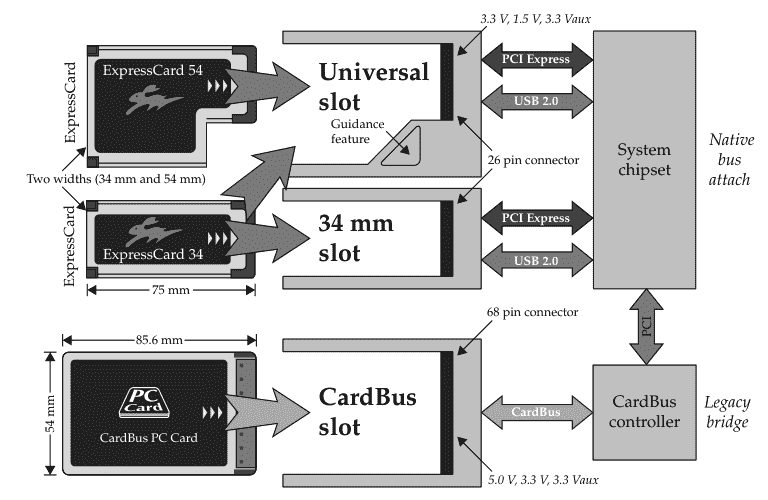 3.3 V, 1.5 V, 3.3 Vaux
ExpressCard
ExpressCard 54
Universal
slot
Guidance
feature
PCI Express
USB 2.0
26 pin connector
System
chipset
Native
bus
attach
Two widths (34 mm and 54 mm)
ExpressCard
ExpressCard 34
34 mm
slot
PCI Express
USB 2.0
75 mm
PCI
85.6 mm
68 pin connector
54 mm
PC
Card
CardBus PC Card
CardBus
slot
CardBus
CardBus
controller
Legacy
bridge
5.0 V, 3.3 V, 3.3 Vaux